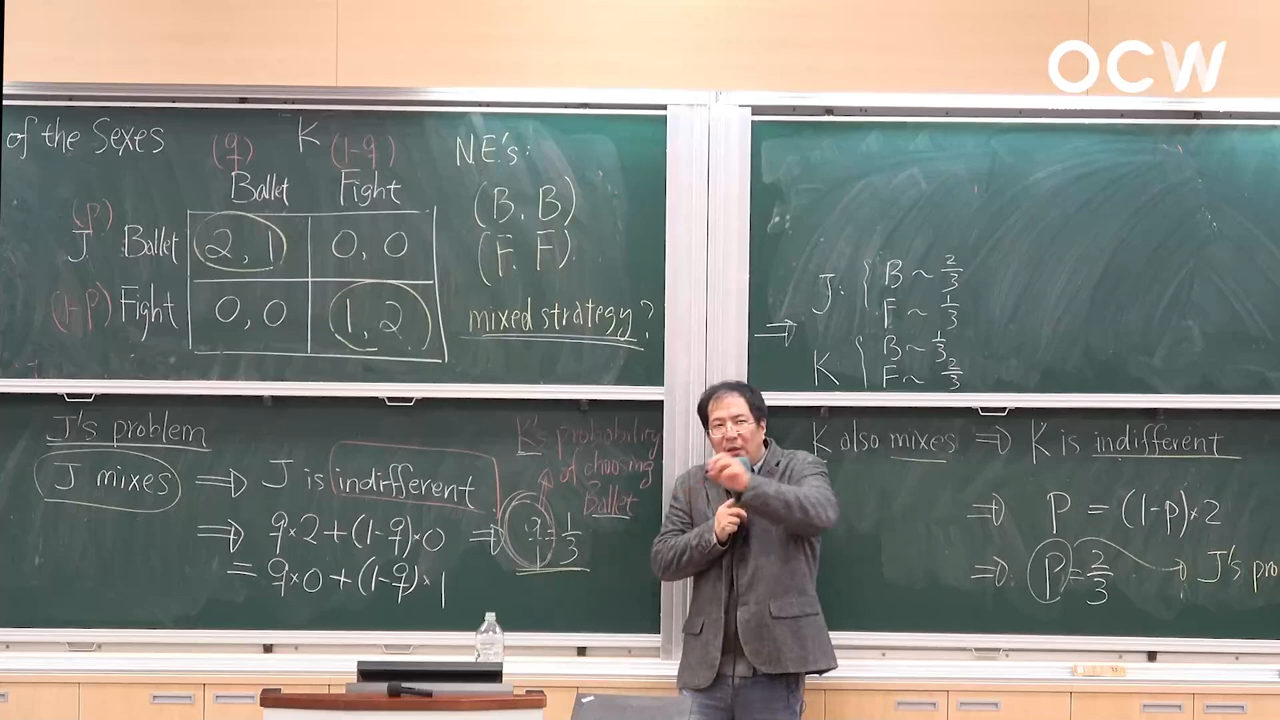 OCW
of the Sexes
K
(q) (1-q)
Ballet Fight
(p)
J Ballet 2, 1 0, 0
(1-p) Fight 0, 0 1, 2
N.E.'s:
(B, B)
(F, F)
mixed strategy?
J: { B ~ 2/3
F ~ 1/3
⇒
K { B ~ 1/3
F ~ 2/3
J's problem
J mixes ⇒ J is indifferent
⇒ q×2+(1-q)×0 ⇒ q=1/3
= q×0+(1-q)×1
K's probability
of choosing
Ballet
K also mixes ⇒ K is indifferent
⇒ P = (1-p)×2
⇒ P=2/3 → J's pro